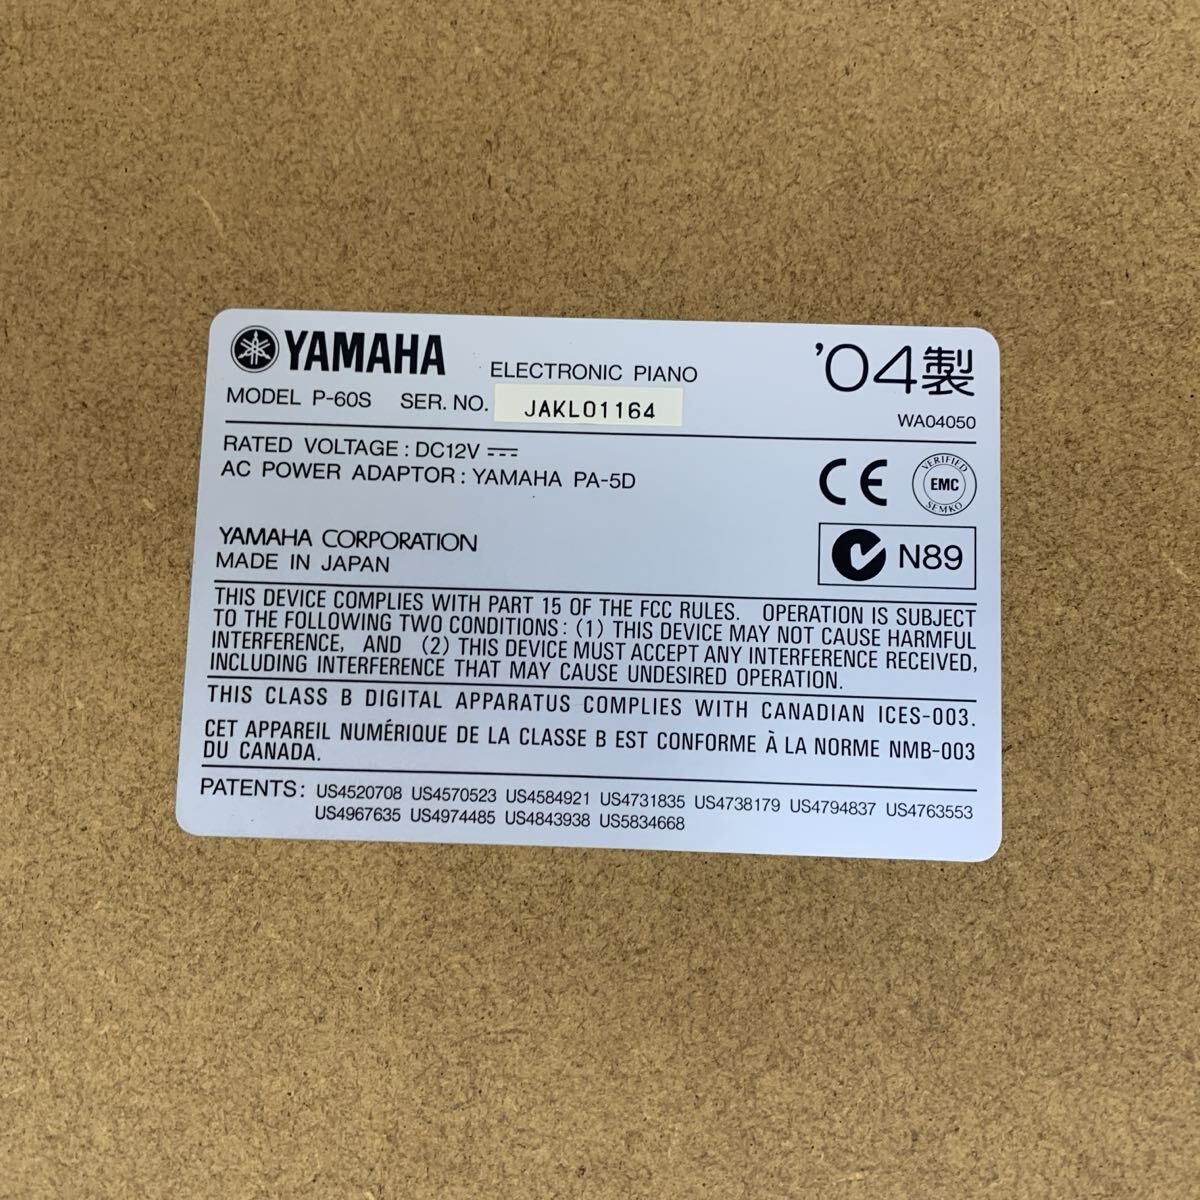 YAMAHA ELECTRONIC PIANO '04製
MODEL P-60S SER. NO. JAKL01164 WA04050
RATED VOLTAGE : DC12V
AC POWER ADAPTOR : YAMAHA PA-5D
CE VERIFIED EMC SEMKO
YAMAHA CORPORATION
MADE IN JAPAN
N89
THIS DEVICE COMPLIES WITH PART 15 OF THE FCC RULES. OPERATION IS SUBJECT
TO THE FOLLOWING TWO CONDITIONS: (1) THIS DEVICE MAY NOT CAUSE HARMFUL
INTERFERENCE, AND (2) THIS DEVICE MUST ACCEPT ANY INTERFERENCE RECEIVED,
INCLUDING INTERFERENCE THAT MAY CAUSE UNDESIRED OPERATION.
THIS CLASS B DIGITAL APPARATUS COMPLIES WITH CANADIAN ICES-003.
CET APPAREIL NUMÉRIQUE DE LA CLASSE B EST CONFORME À LA NORME NMB-003
DU CANADA.
PATENTS: US4520708 US4570523 US4584921 US4731835 US4738179 US4794837 US4763553
US4967635 US4974485 US4843938 US5834668